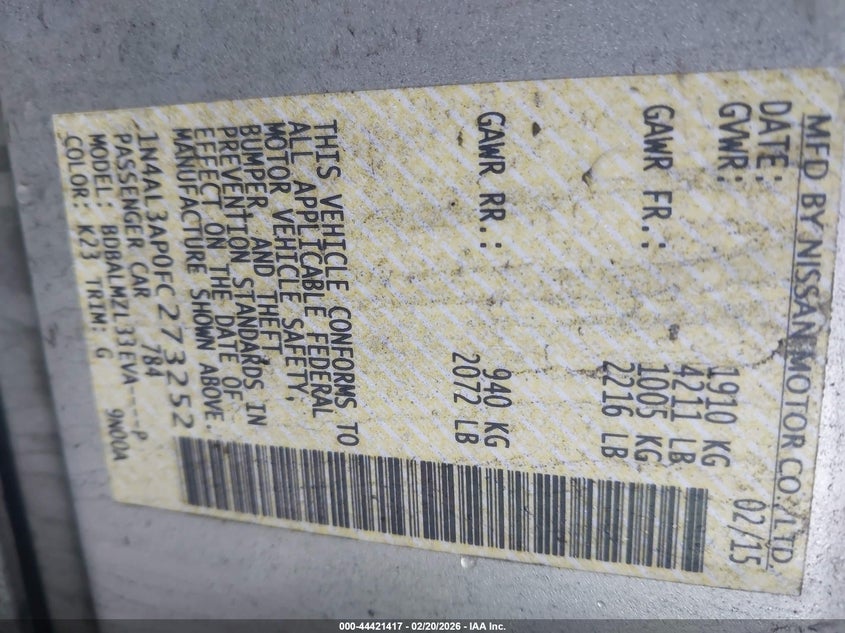 MFD BY NISSAN MOTOR CO., LTD.
DATE: 02/15
GVWR: 1910 KG
4211 LB
GAWR FR.: 1005 KG
2216 LB
GAWR RR.: 940 KG
2072 LB
THIS VEHICLE CONFORMS TO
ALL APPLICABLE FEDERAL
MOTOR VEHICLE SAFETY,
BUMPER AND THEFT
PREVENTION STANDARDS IN
EFFECT ON THE DATE OF
MANUFACTURE SHOWN ABOVE.
1N4AL3AP0FC273252
PASSENGER CAR 784
MODEL: BDBALMZL33EVA---P
COLOR: K23 TRIM: G 9N00A
000-44421417 - 02/20/2026 - IAA Inc.